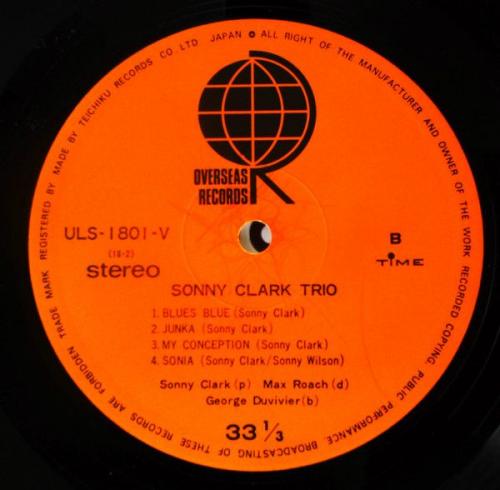 TRADE MARK REGISTERED BY MADE BY TEICHIKU RECORDS CO LTD JAPAN ✪ ALL RIGHT OF THE MANUFACTURER AND OWNER OF THE WORK RECORDED COPYING PUBLIC PERFORMANCE BROADCASTING OF THESE RECORDS ARE FORBIDDEN
OVERSEAS
RECORDS
ULS-1801-V
(18-2)
stereo
B
TIME
SONNY CLARK TRIO
1. BLUES BLUE (Sonny Clark)
2. JUNKA (Sonny Clark)
3. MY CONCEPTION (Sonny Clark)
4. SONIA (Sonny Clark/Sonny Wilson)
Sonny Clark(p) Max Roach(d)
George Duvivier(b)
33 1/3